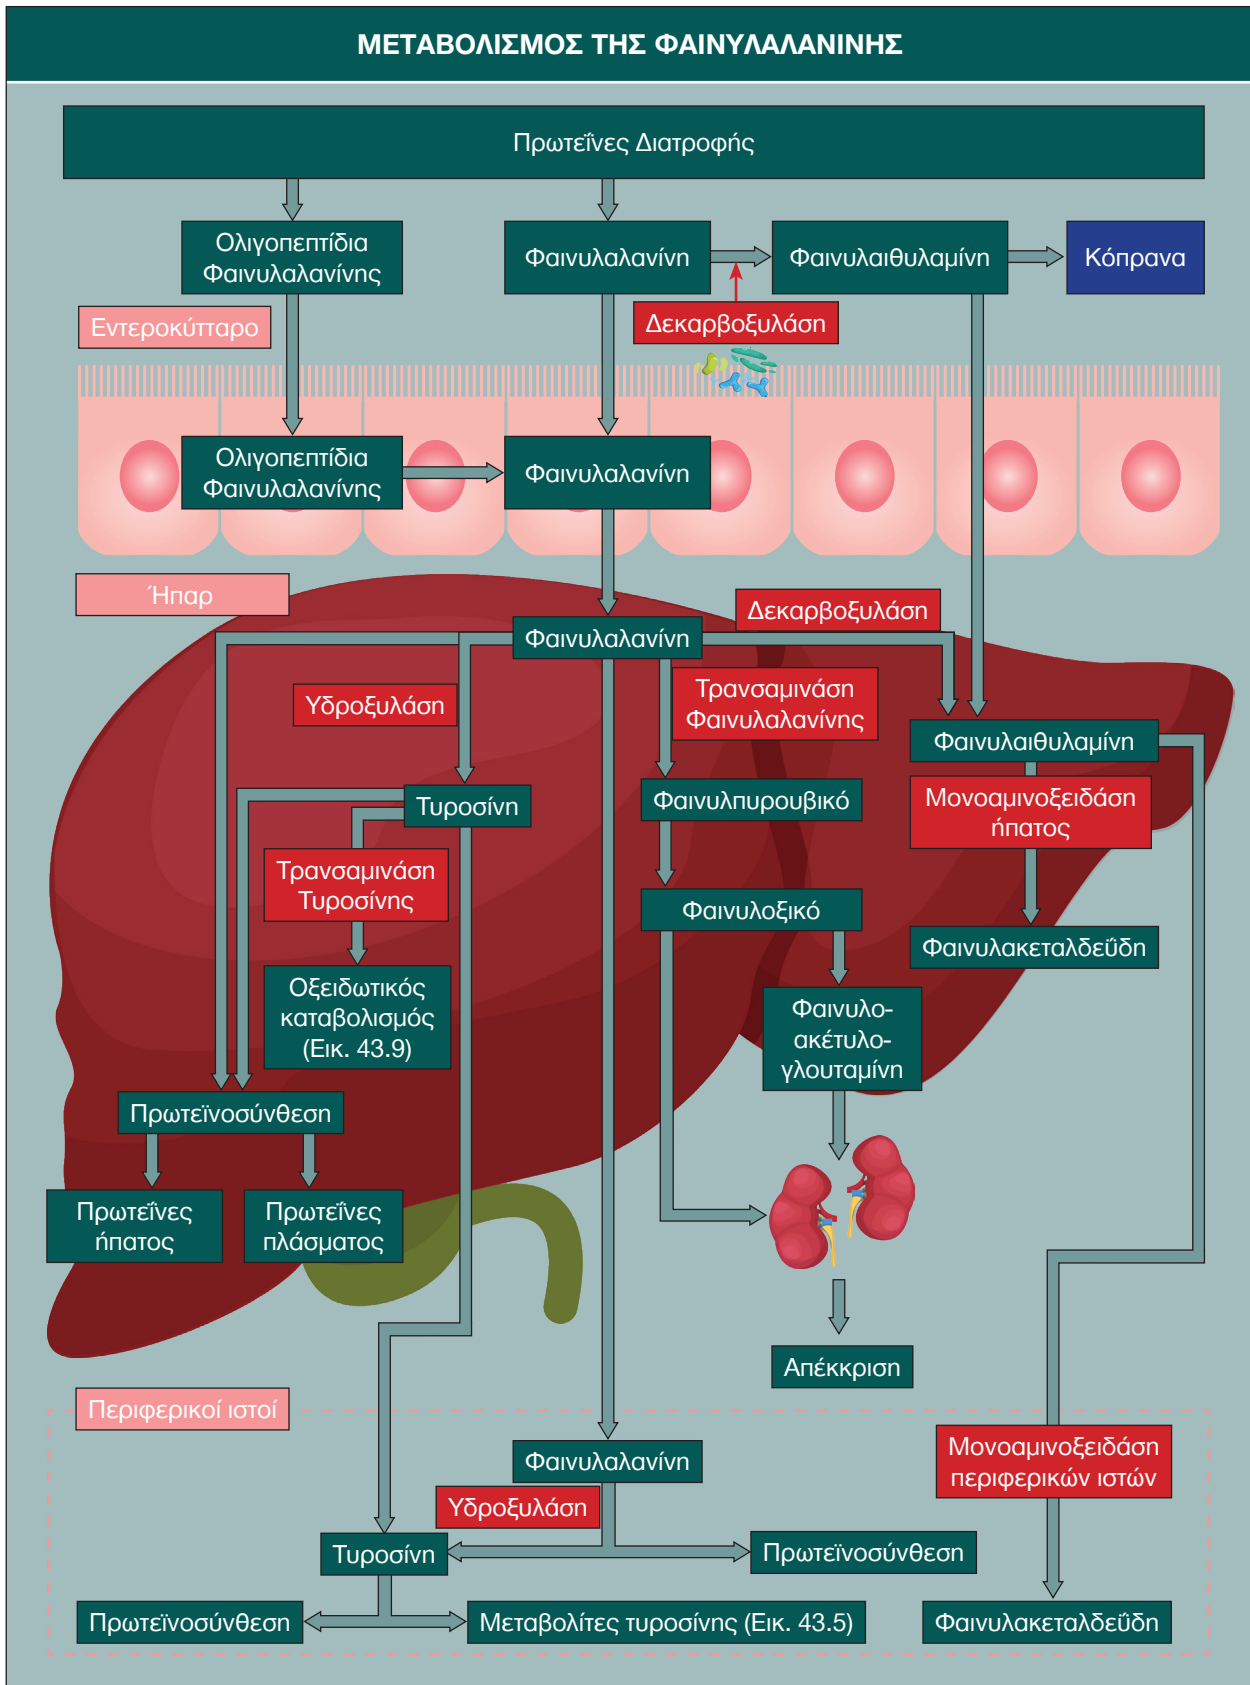 ΜΕΤΑΒΟΛΙΣΜΟΣ ΤΗΣ ΦΑΙΝΥΛΑΛΑΝΙΝΗΣ
Πρωτεΐνες Διατροφής
Ολιγοπεπτίδια
Φαινυλαλανίνης
Φαινυλαλανίνη
Φαινυλαιθυλαμίνη
Κόπρανα
Εντεροκύτταρο
Δεκαρβοξυλάση
Ολιγοπεπτίδια
Φαινυλαλανίνης
Φαινυλαλανίνη
Ήπαρ
Δεκαρβοξυλάση
Φαινυλαλανίνη
Υδροξυλάση
Τρανσαμινάση
Φαινυλαλανίνης
Φαινυλαιθυλαμίνη
Τυροσίνη
Φαινυλπυρουβικό
Μονοαμινοξειδάση
ήπατος
Τρανσαμινάση
Τυροσίνης
Φαινυλοξικό
Φαινυλακεταλδεΰδη
Οξειδωτικός
καταβολισμός
(Εικ. 43.9)
Φαινυλο-
ακέτυλο-
γλουταμίνη
Πρωτεϊνοσύνθεση
Πρωτεΐνες
ήπατος
Πρωτεΐνες
πλάσματος
Απέκκριση
Περιφερικοί ιστοί
Φαινυλαλανίνη
Μονοαμινοξειδάση
περιφερικών ιστών
Υδροξυλάση
Τυροσίνη
Πρωτεϊνοσύνθεση
Πρωτεϊνοσύνθεση
Μεταβολίτες τυροσίνης (Εικ. 43.5)
Φαινυλακεταλδεΰδη